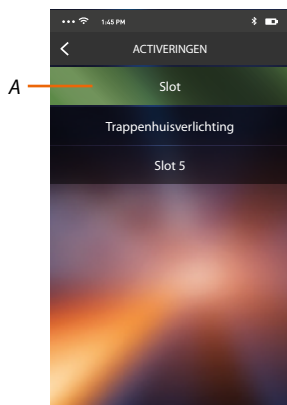 1:45 PM
ACTIVERINGEN
A
Slot
Trappenhuisverlichting
Slot 5